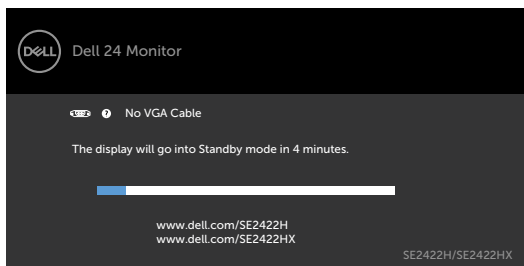 DELL Dell 24 Monitor
? No VGA Cable
The display will go into Standby mode in 4 minutes.
www.dell.com/SE2422H
www.dell.com/SE2422HX
SE2422H/SE2422HX